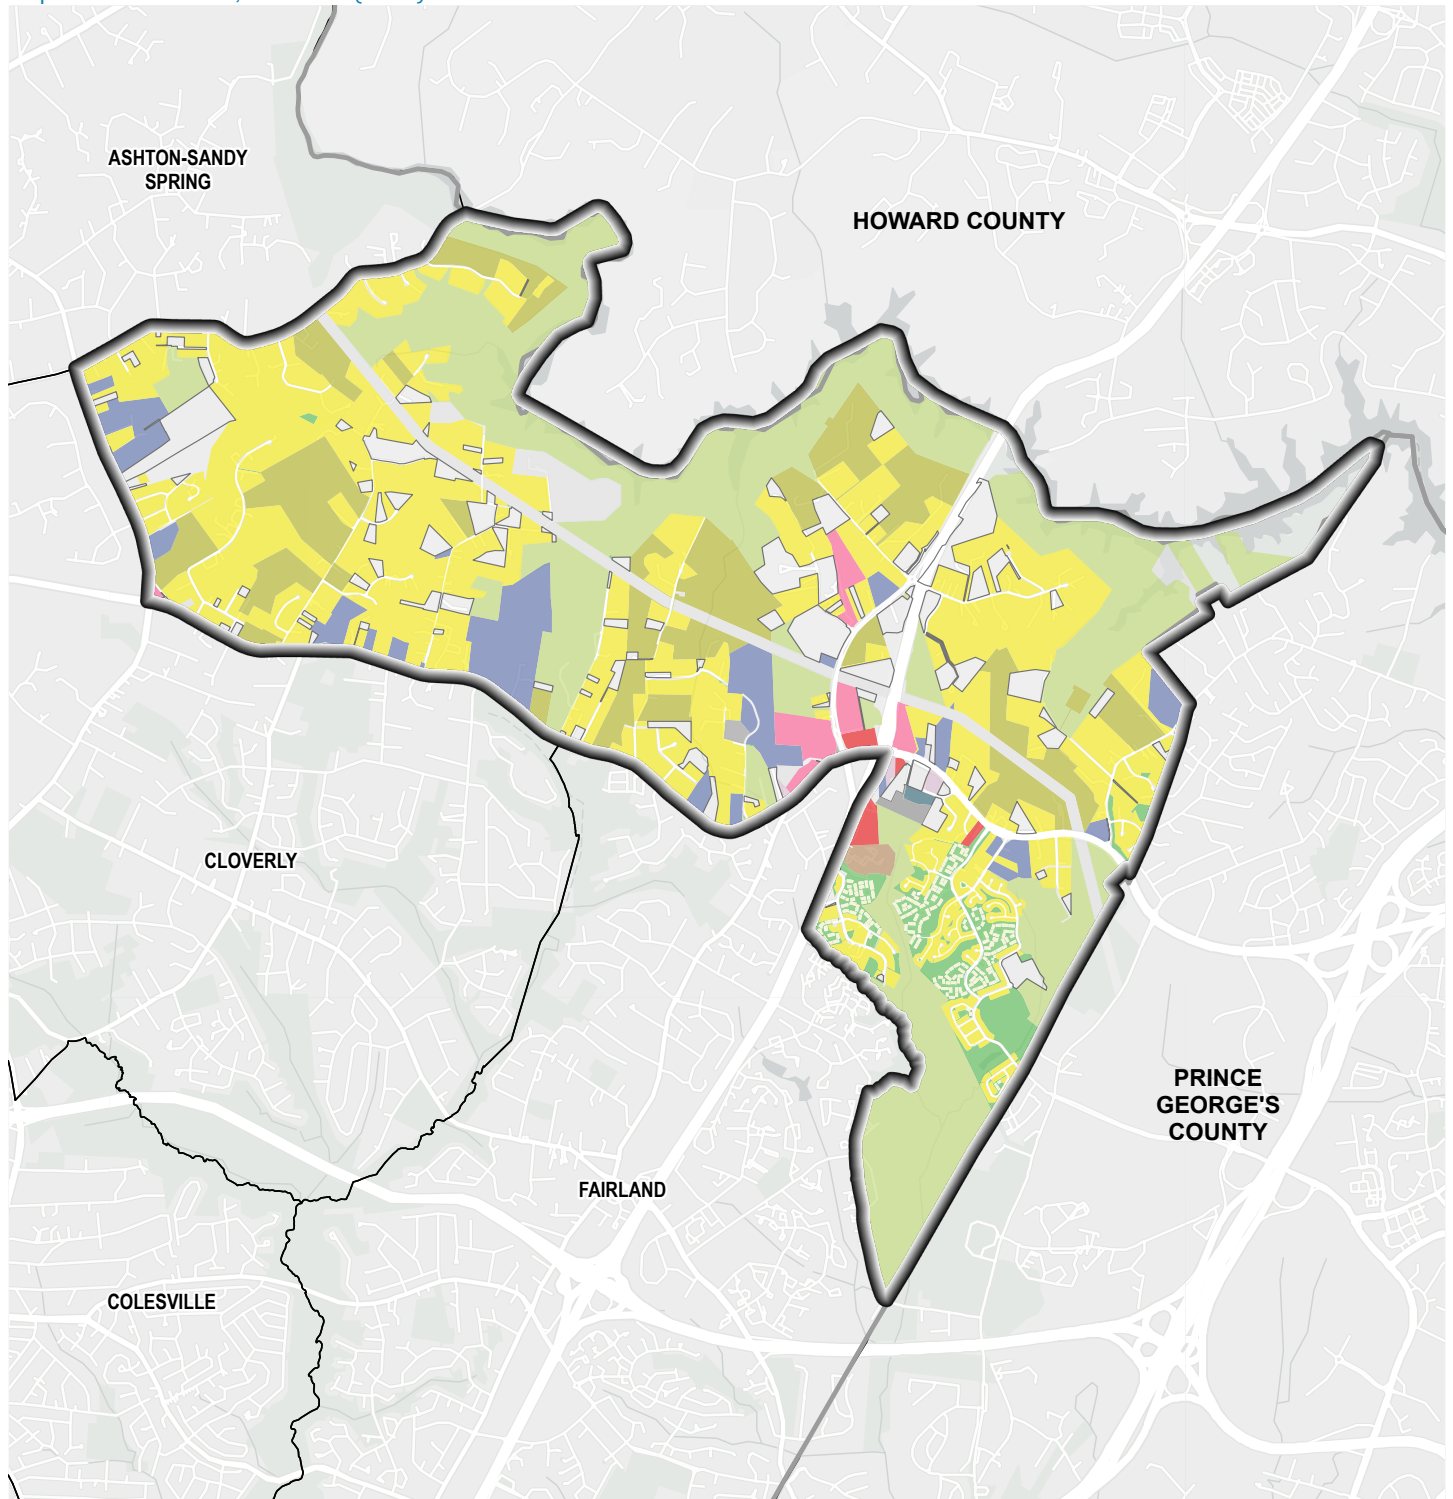 ASHTON-SANDY
SPRING
HOWARD COUNTY
CLOVERLY
PRINCE
GEORGE'S
COUNTY
FAIRLAND
COLESVILLE